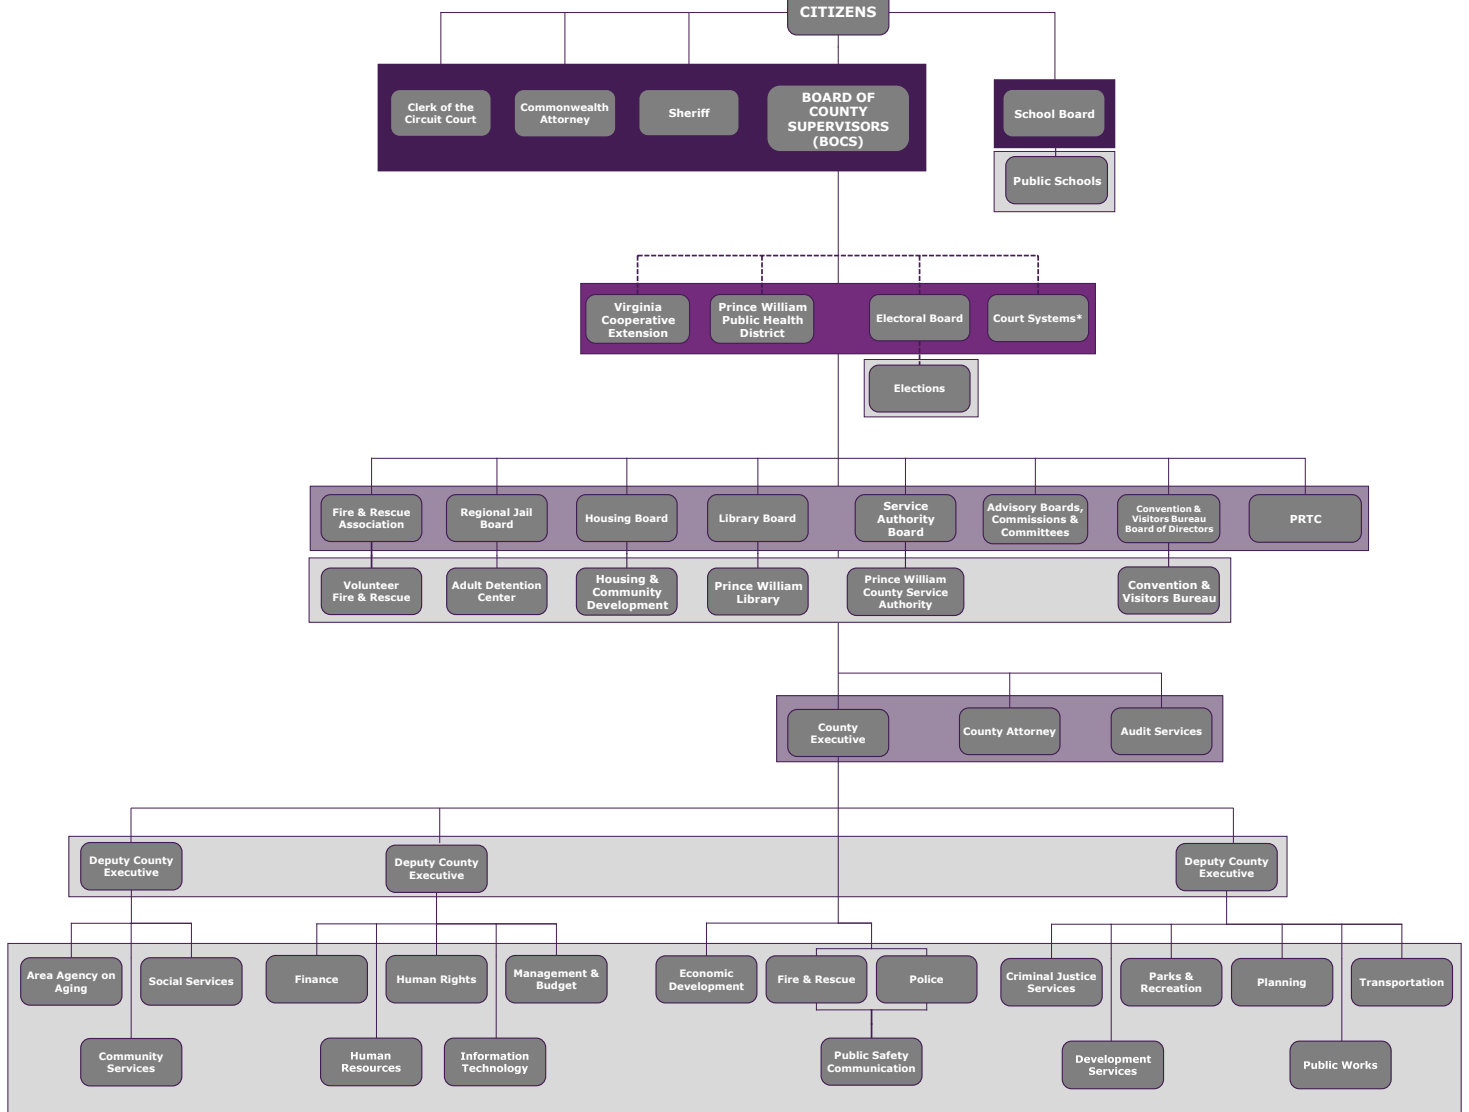 CITIZENS
Clerk of the
Circuit Court
Commonwealth
Attorney
Sheriff
BOARD OF
COUNTY
SUPERVISORS
(BOCS)
School Board
Public Schools
Virginia
Cooperative
Extension
Prince William
Public Health
District
Electoral Board
Court Systems*
Elections
Fire & Rescue
Association
Regional Jail
Board
Housing Board
Library Board
Service
Authority
Board
Advisory Boards,
Commissions &
Committees
Convention &
Visitors Bureau
Board of Directors
PRTC
Volunteer
Fire & Rescue
Adult Detention
Center
Housing &
Community
Development
Prince William
Library
Prince William
County Service
Authority
Convention &
Visitors Bureau
County
Executive
County Attorney
Audit Services
Deputy County
Executive
Deputy County
Executive
Deputy County
Executive
Area Agency on
Aging
Social Services
Finance
Human Rights
Management &
Budget
Economic
Development
Fire & Rescue
Police
Criminal Justice
Services
Parks &
Recreation
Planning
Transportation
Community
Services
Human
Resources
Information
Technology
Public Safety
Communication
Development
Services
Public Works